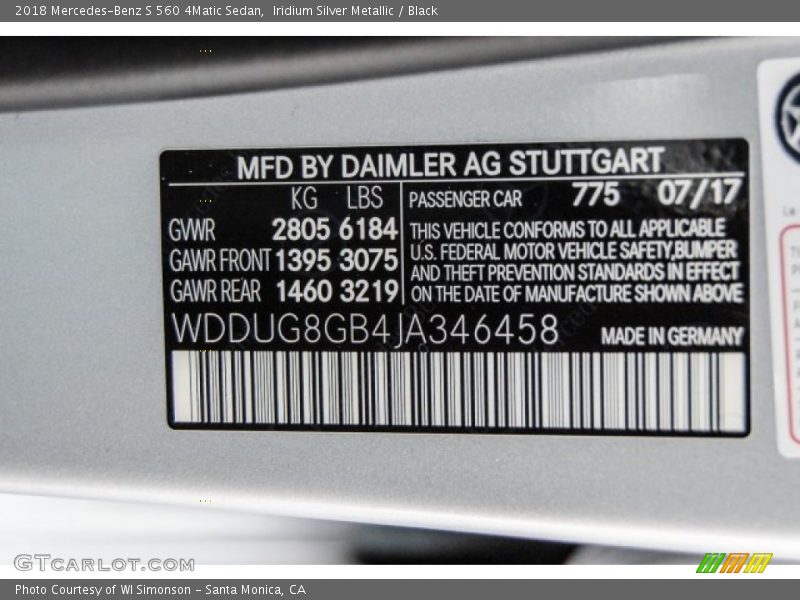 2018 Mercedes-Benz S 560 4Matic Sedan, Iridium Silver Metallic / Black
MFD BY DAIMLER AG STUTTGART
KG LBS
GVWR 2805 6184
GAWR FRONT 1395 3075
GAWR REAR 1460 3219
PASSENGER CAR 775 07/17
THIS VEHICLE CONFORMS TO ALL APPLICABLE
U.S. FEDERAL MOTOR VEHICLE SAFETY,BUMPER
AND THEFT PREVENTION STANDARDS IN EFFECT
ON THE DATE OF MANUFACTURE SHOWN ABOVE
WDDUG8GB4JA346458 MADE IN GERMANY
GTCARLOT.COM
Photo Courtesy of WI Simonson - Santa Monica, CA